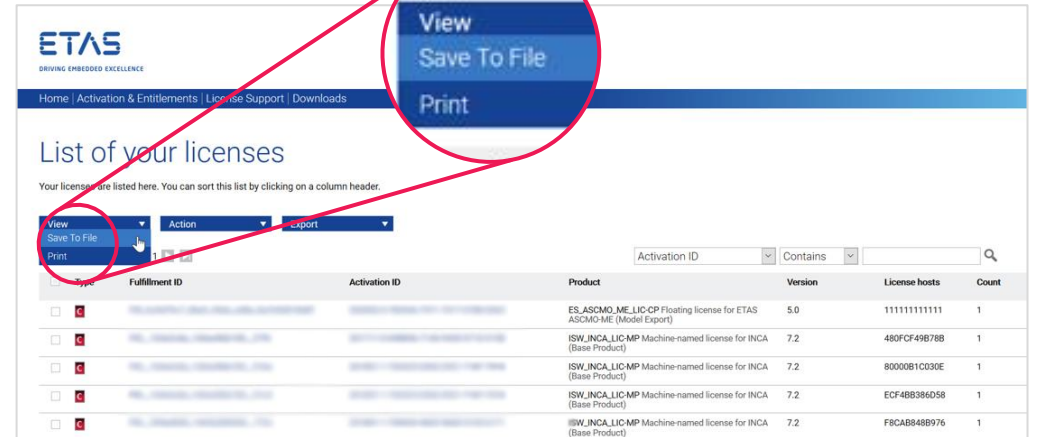 View
Save To File
Print
ETAS
DRIVING EMBEDDED EXCELLENCE
Home | Activation & Entitlements | License Support | Downloads
List of your licenses
Your licenses are listed here. You can sort this list by clicking on a column header.
View Action Export
Save To File
Print 1
Activation ID Contains
Type Fulfillment ID Activation ID Product Version License hosts Count
C ES_ASCMO_ME_LIC-CP Floating license for ETAS 5.0 111111111111 1
ASCMO-ME (Model Export)
C ISW_INCA_LIC-MP Machine-named license for INCA 7.2 480FCF49B78B 1
(Base Product)
C ISW_INCA_LIC-MP Machine-named license for INCA 7.2 80000B1C030E 1
(Base Product)
C ISW_INCA_LIC-MP Machine-named license for INCA 7.2 ECF4BB386D58 1
(Base Product)
C ISW_INCA_LIC-MP Machine-named license for INCA 7.2 F8CAB848B976 1
(Base Product)